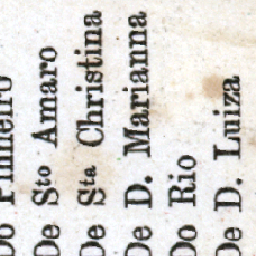 Do Pinheiro
De Sto Amaro
De Sta Christina
De D. Marianna
Do Rio
De D. Luiza